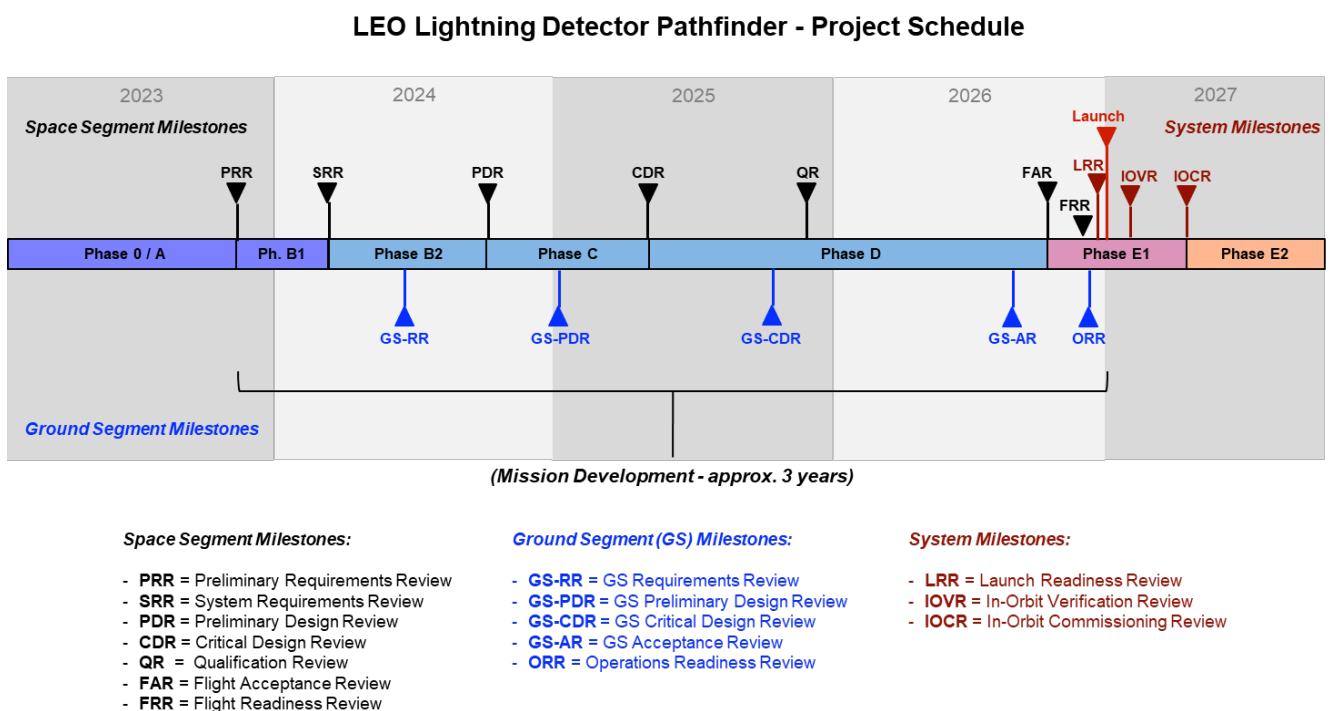 LEO Lightning Detector Pathfinder - Project Schedule
2023 2024 2025 2026 2027
Space Segment Milestones
Launch
System Milestones
PRR SRR PDR CDR QR FAR FRR LRR IOVR IOCR
Phase 0 / A Ph. B1 Phase B2 Phase C Phase D Phase E1 Phase E2
GS-RR GS-PDR GS-CDR GS-AR ORR
Ground Segment Milestones
(Mission Development - approx. 3 years)
Space Segment Milestones:
- PRR = Preliminary Requirements Review
- SRR = System Requirements Review
- PDR = Preliminary Design Review
- CDR = Critical Design Review
- QR = Qualification Review
- FAR = Flight Acceptance Review
- FRR = Flight Readiness Review
Ground Segment (GS) Milestones:
- GS-RR = GS Requirements Review
- GS-PDR = GS Preliminary Design Review
- GS-CDR = GS Critical Design Review
- GS-AR = GS Acceptance Review
- ORR = Operations Readiness Review
System Milestones:
- LRR = Launch Readiness Review
- IOVR = In-Orbit Verification Review
- IOCR = In-Orbit Commissioning Review